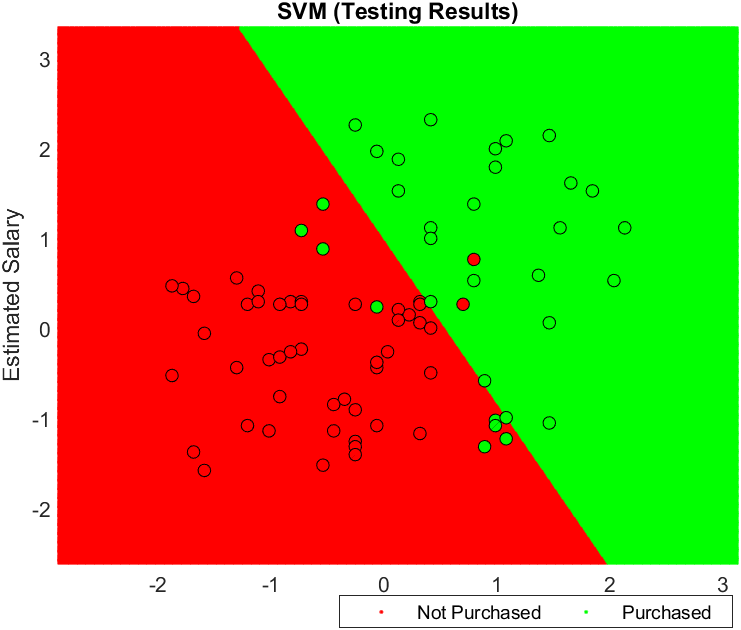 SVM (Testing Results)
3
2
1
0
-1
-2
Estimated Salary
-2 -1 0 1 2 3
Not Purchased Purchased